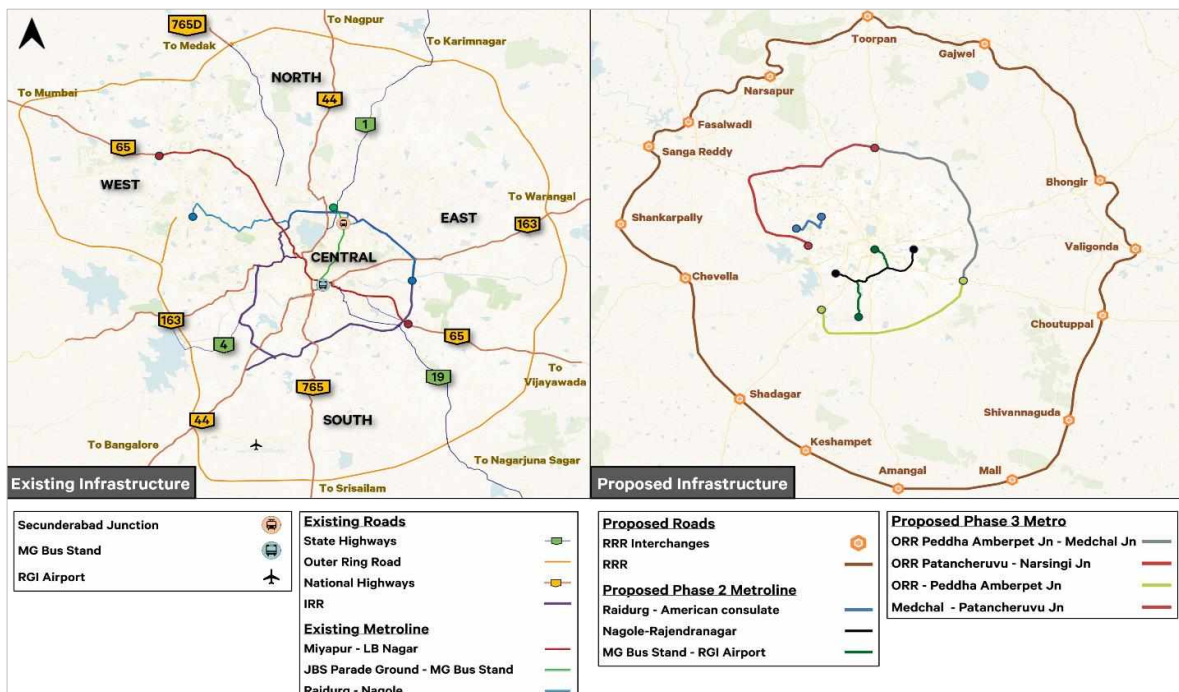 765D
To Nagpur
To Medak
To Karimnagar
NORTH
To Mumbai
44
1
65
WEST
To Warangal
EAST
163
CENTRAL
163
4
65
765
19
To Vijayawada
SOUTH
44
To Bangalore
To Nagarjuna Sagar
To Srisailam
Existing Infrastructure
Toorpan
Gajwel
Narsapur
Fasalwadi
Sanga Reddy
Bhongir
Shankarpally
Valigonda
Chevella
Choutuppal
Shadagar
Shivannaguda
Keshampet
Mall
Amangal
Proposed Infrastructure
Secunderabad Junction
MG Bus Stand
RGI Airport
Existing Roads
State Highways
Outer Ring Road
National Highways
IRR
Existing Metroline
Miyapur - LB Nagar
JBS Parade Ground - MG Bus Stand
Raidurg - Nagole
Proposed Roads
RRR Interchanges
RRR
Proposed Phase 2 Metroline
Raidurg - American consulate
Nagole-Rajendranagar
MG Bus Stand - RGI Airport
Proposed Phase 3 Metro
ORR Peddha Amberpet Jn - Medchal Jn
ORR Patancheruvu - Narsingi Jn
ORR - Peddha Amberpet Jn
Medchal - Patancheruvu Jn